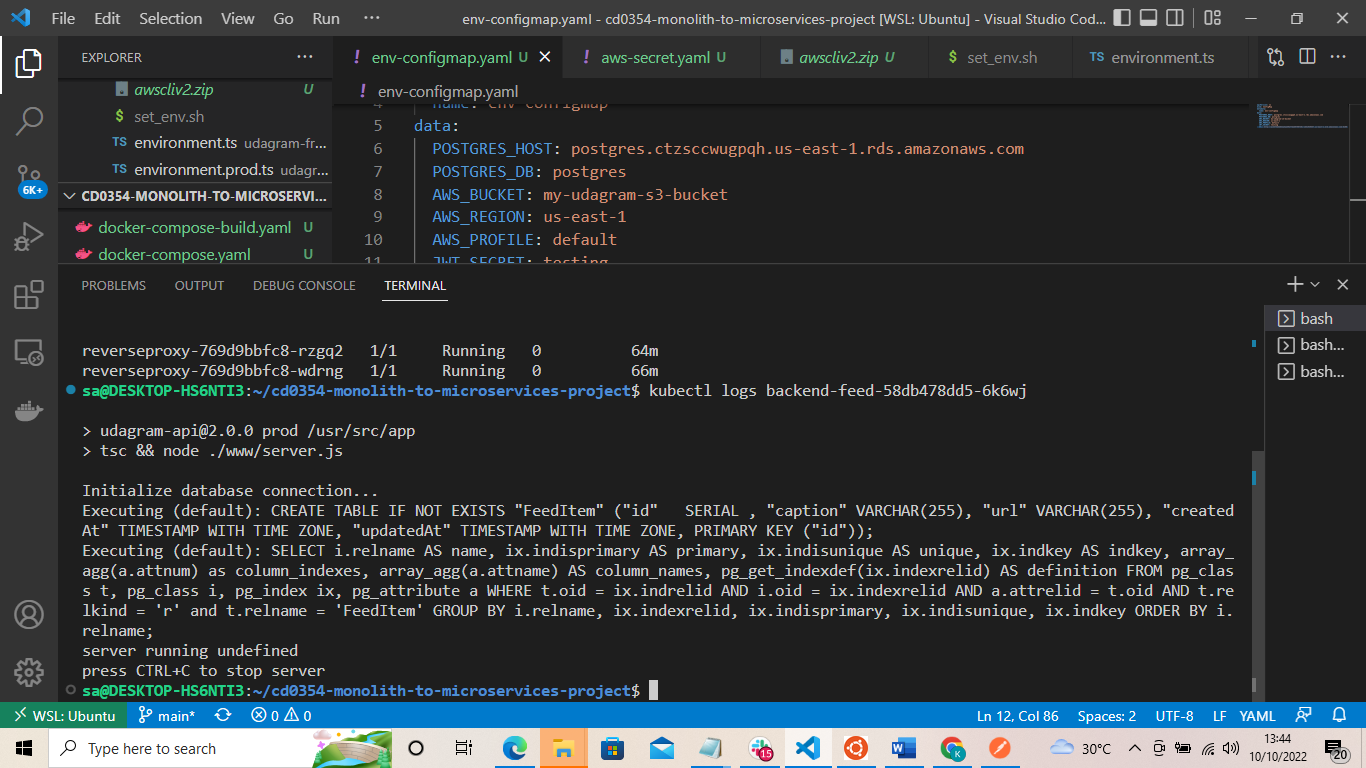 File Edit Selection View Go Run ··· env-configmap.yaml - cd0354-monolith-to-microservices-project [WSL: Ubuntu] - Visual Studio Cod...
EXPLORER ···
! env-configmap.yaml U
! aws-secret.yaml U
awscliv2.zip U
$ set_env.sh
TS environment.ts
···
awscliv2.zip U
$ set_env.sh
TS environment.ts udagram-fr...
TS environment.prod.ts udagr...
6K+
CD0354-MONOLITH-TO-MICROSERVI...
docker-compose-build.yaml U
docker-compose.yaml U
! env-configmap.yaml
4 name: env-configmap
5 data:
6 POSTGRES_HOST: postgres.ctzsccwugpqh.us-east-1.rds.amazonaws.com
7 POSTGRES_DB: postgres
8 AWS_BUCKET: my-udagram-s3-bucket
9 AWS_REGION: us-east-1
10 AWS_PROFILE: default
11 JWT_SECRET: testing
PROBLEMS OUTPUT DEBUG CONSOLE TERMINAL
bash
bash...
bash...
reverseproxy-769d9bbfc8-rzgq2 1/1 Running 0 64m
reverseproxy-769d9bbfc8-wdrng 1/1 Running 0 66m
sa@DESKTOP-HS6NTI3:~/cd0354-monolith-to-microservices-project$ kubectl logs backend-feed-58db478dd5-6k6wj
> udagram-api@2.0.0 prod /usr/src/app
> tsc && node ./www/server.js
Initialize database connection...
Executing (default): CREATE TABLE IF NOT EXISTS "FeedItem" ("id"   SERIAL , "caption" VARCHAR(255), "url" VARCHAR(255), "created
At" TIMESTAMP WITH TIME ZONE, "updatedAt" TIMESTAMP WITH TIME ZONE, PRIMARY KEY ("id"));
Executing (default): SELECT i.relname AS name, ix.indisprimary AS primary, ix.indisunique AS unique, ix.indkey AS indkey, array_
agg(a.attnum) as column_indexes, array_agg(a.attname) AS column_names, pg_get_indexdef(ix.indexrelid) AS definition FROM pg_clas
s t, pg_class i, pg_index ix, pg_attribute a WHERE t.oid = ix.indrelid AND i.oid = ix.indexrelid AND a.attrelid = t.oid AND t.re
lkind = 'r' and t.relname = 'FeedItem' GROUP BY i.relname, ix.indexrelid, ix.indisprimary, ix.indisunique, ix.indkey ORDER BY i.
relname;
server running undefined
press CTRL+C to stop server
sa@DESKTOP-HS6NTI3:~/cd0354-monolith-to-microservices-project$
WSL: Ubuntu main* 0 0 Ln 12, Col 86 Spaces: 2 UTF-8 LF YAML
Type here to search 15 30°C 13:44
10/10/2022 20